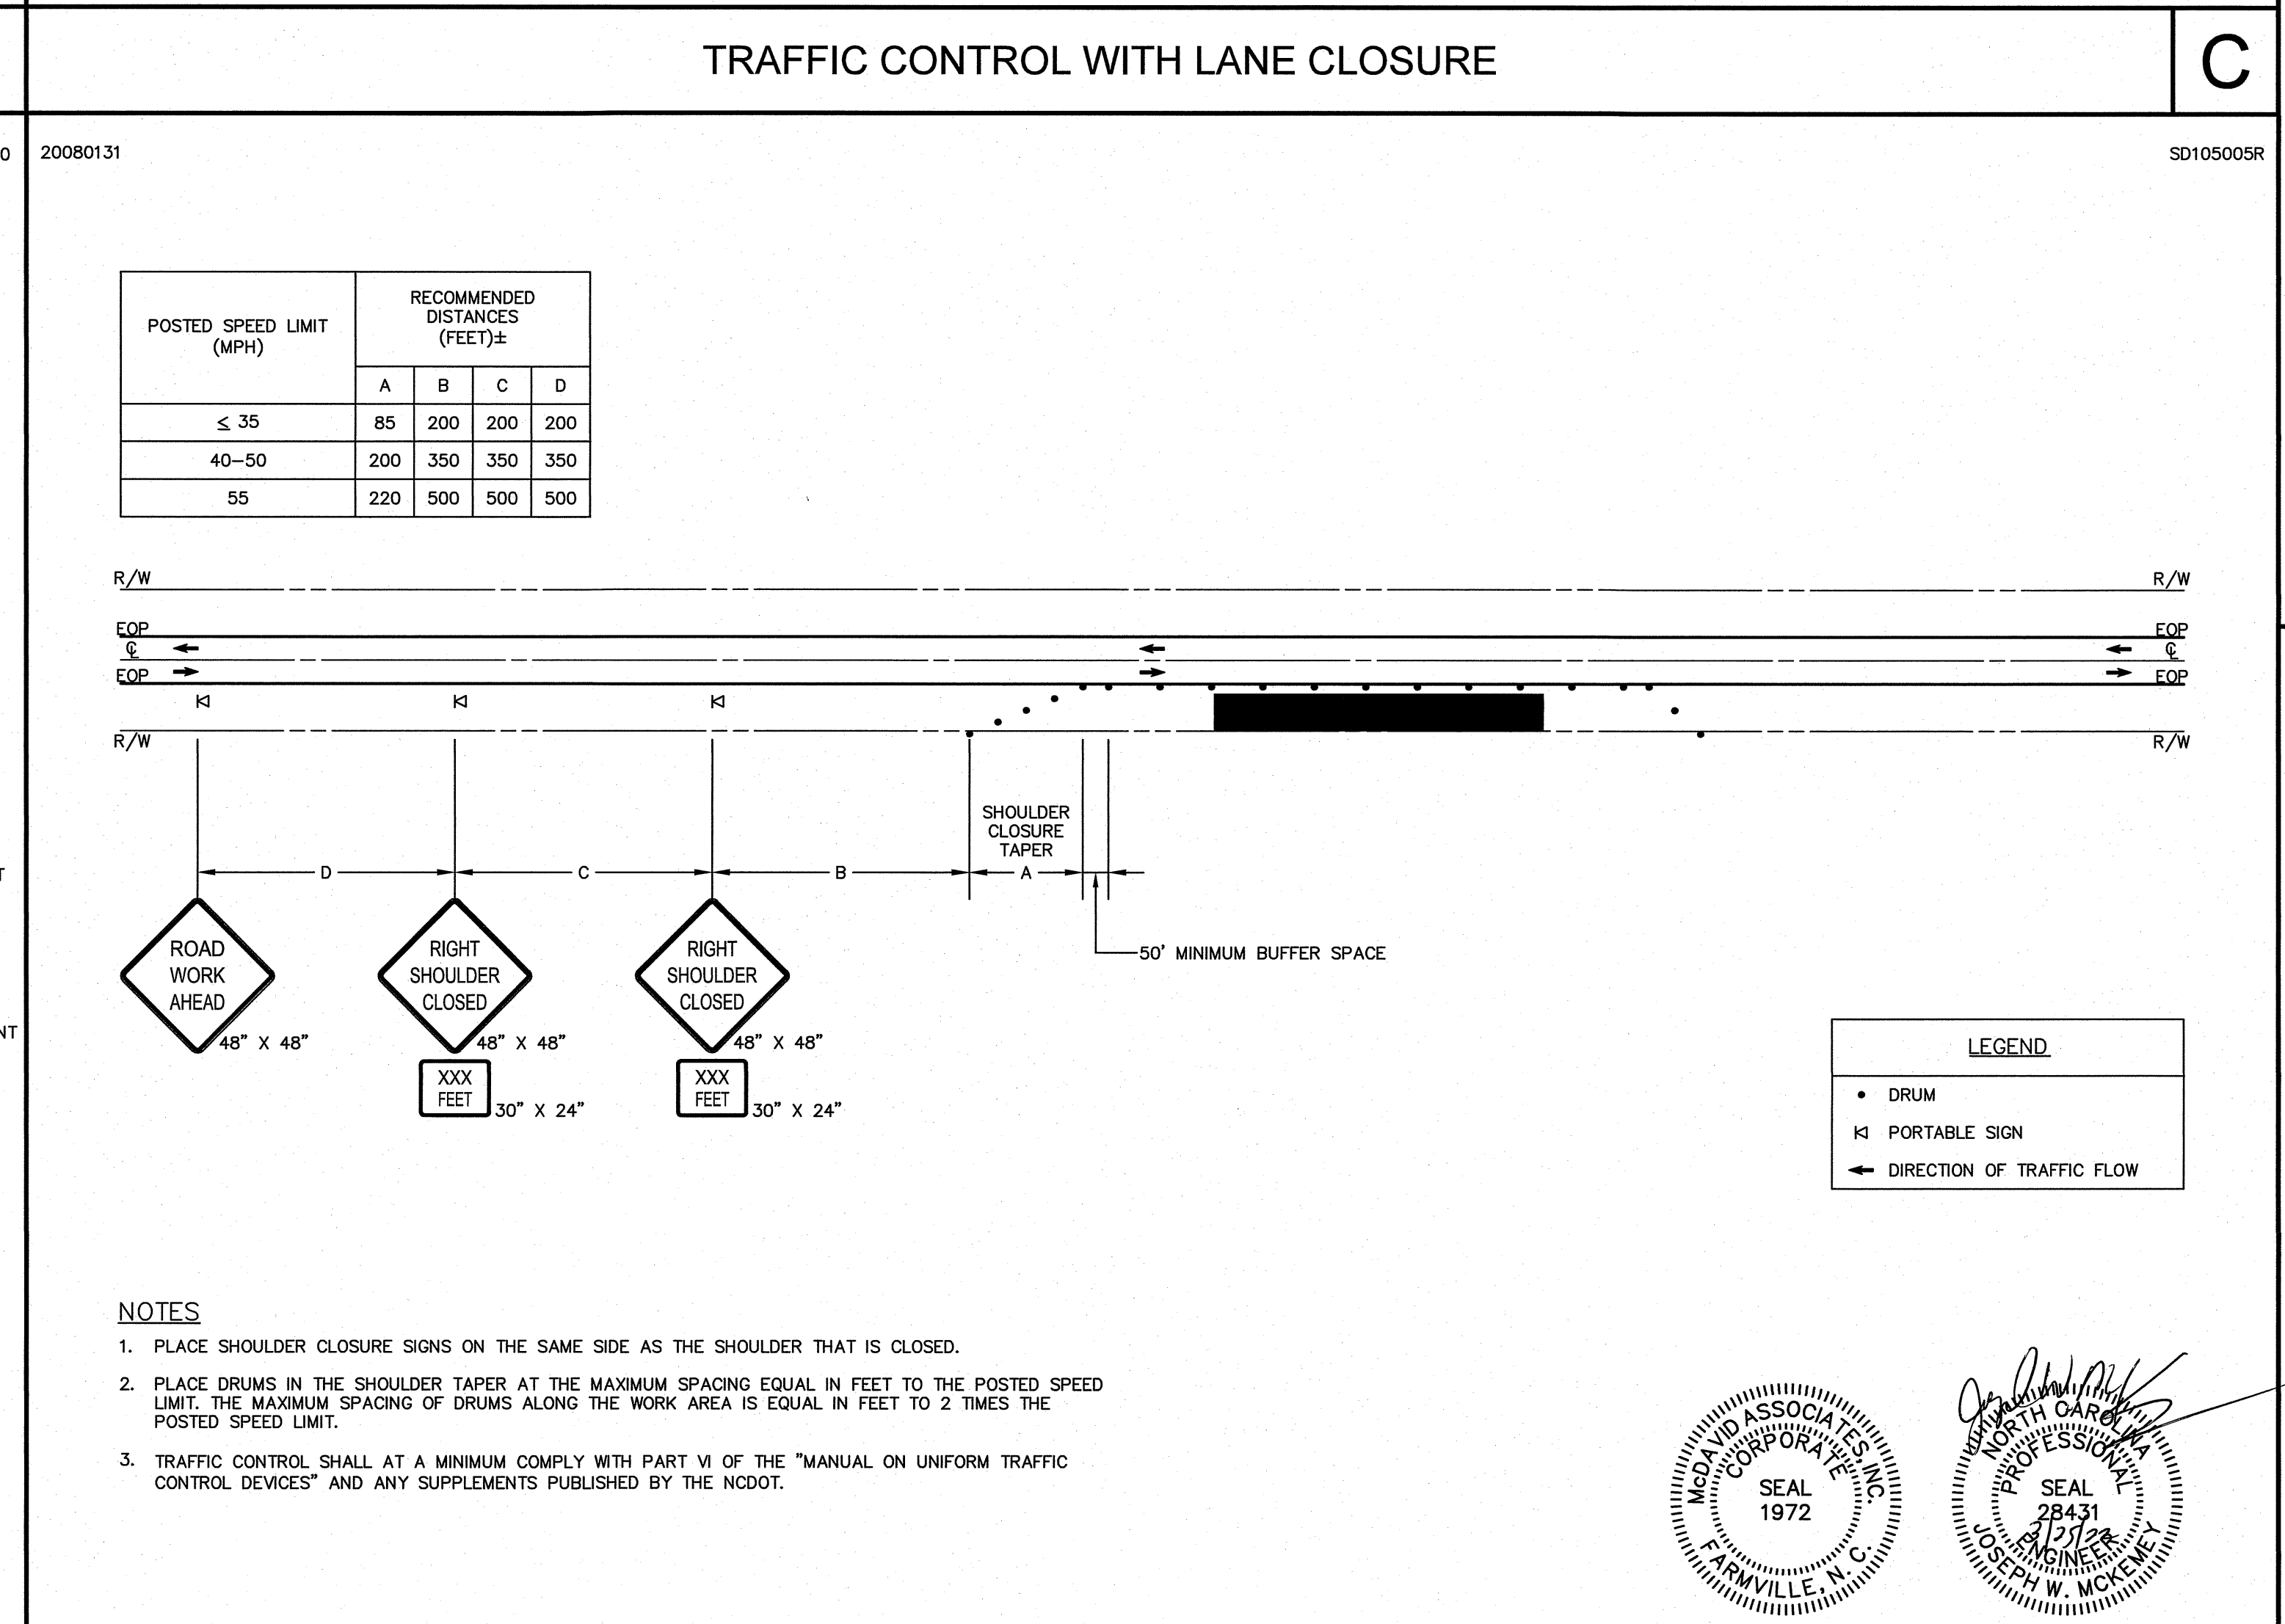 TRAFFIC CONTROL WITH LANE CLOSURE
C
0
20080131
SD105005R
POSTED SPEED LIMIT
(MPH)
RECOMMENDED
DISTANCES
(FEET)±
A B C D
≤ 35 85 200 200 200
40-50 200 350 350 350
55 220 500 500 500
R/W R/W
EOP EOP
℄ ℄
EOP EOP
R/W R/W
SHOULDER
CLOSURE
TAPER
T
D C B A
50' MINIMUM BUFFER SPACE
ROAD
WORK
AHEAD
48" X 48"
RIGHT
SHOULDER
CLOSED
48" X 48"
XXX
FEET
30" X 24"
RIGHT
SHOULDER
CLOSED
48" X 48"
XXX
FEET
30" X 24"
NT
LEGEND
DRUM
PORTABLE SIGN
DIRECTION OF TRAFFIC FLOW
NOTES
1. PLACE SHOULDER CLOSURE SIGNS ON THE SAME SIDE AS THE SHOULDER THAT IS CLOSED.
2. PLACE DRUMS IN THE SHOULDER TAPER AT THE MAXIMUM SPACING EQUAL IN FEET TO THE POSTED SPEED
LIMIT. THE MAXIMUM SPACING OF DRUMS ALONG THE WORK AREA IS EQUAL IN FEET TO 2 TIMES THE
POSTED SPEED LIMIT.
3. TRAFFIC CONTROL SHALL AT A MINIMUM COMPLY WITH PART VI OF THE "MANUAL ON UNIFORM TRAFFIC
CONTROL DEVICES" AND ANY SUPPLEMENTS PUBLISHED BY THE NCDOT.
McDAVID ASSOCIATES, INC.
CORPORATE
SEAL
1972
FARMVILLE, N. C.
NORTH CAROLINA
PROFESSIONAL
SEAL
28431
ENGINEER
JOSEPH W. MCKEMEY